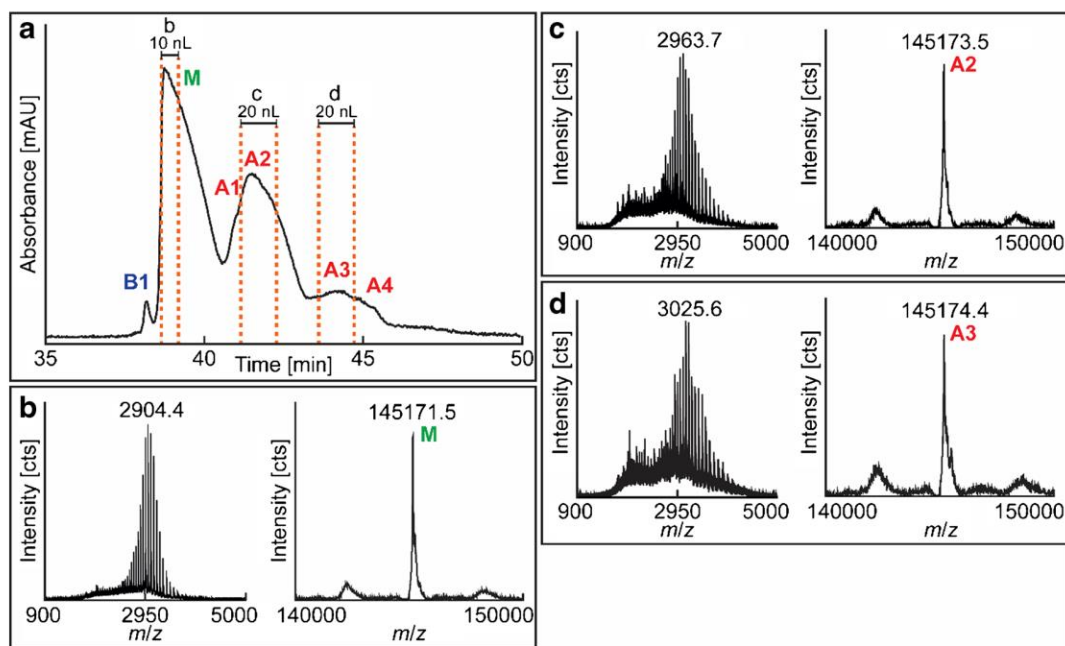 a
b
10 nL
M
c
20 nL
d
20 nL
A1
A2
A3
A4
B1
Absorbance [mAU]
35
40
45
50
Time [min]
b
2904.4
Intensity [cts]
900
2950
5000
m/z
145171.5
M
Intensity [cts]
140000
150000
m/z
c
2963.7
Intensity [cts]
900
2950
5000
m/z
145173.5
A2
Intensity [cts]
140000
150000
m/z
d
3025.6
Intensity [cts]
900
2950
5000
m/z
145174.4
A3
Intensity [cts]
140000
150000
m/z